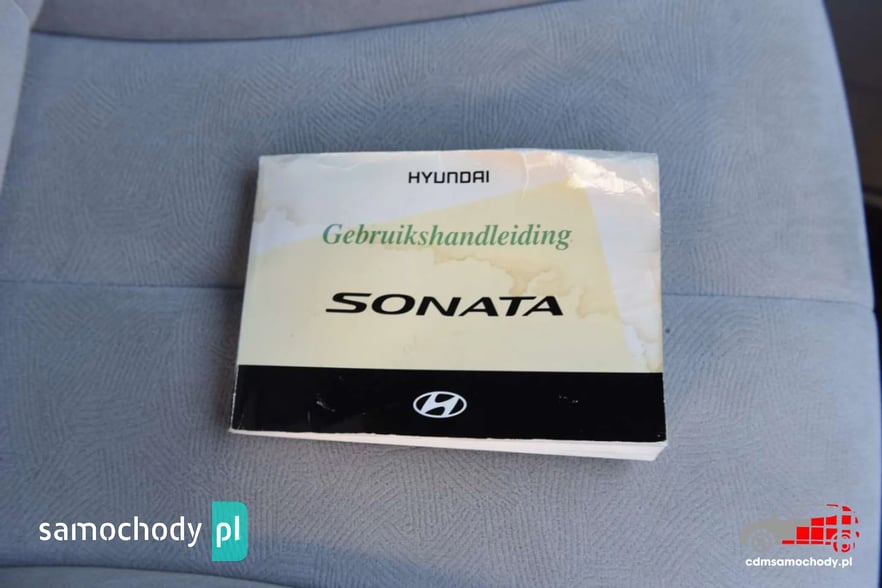 HYUNDAI
Gebruikshandleiding
SONATA
samochody pl
cdmsamochody.pl